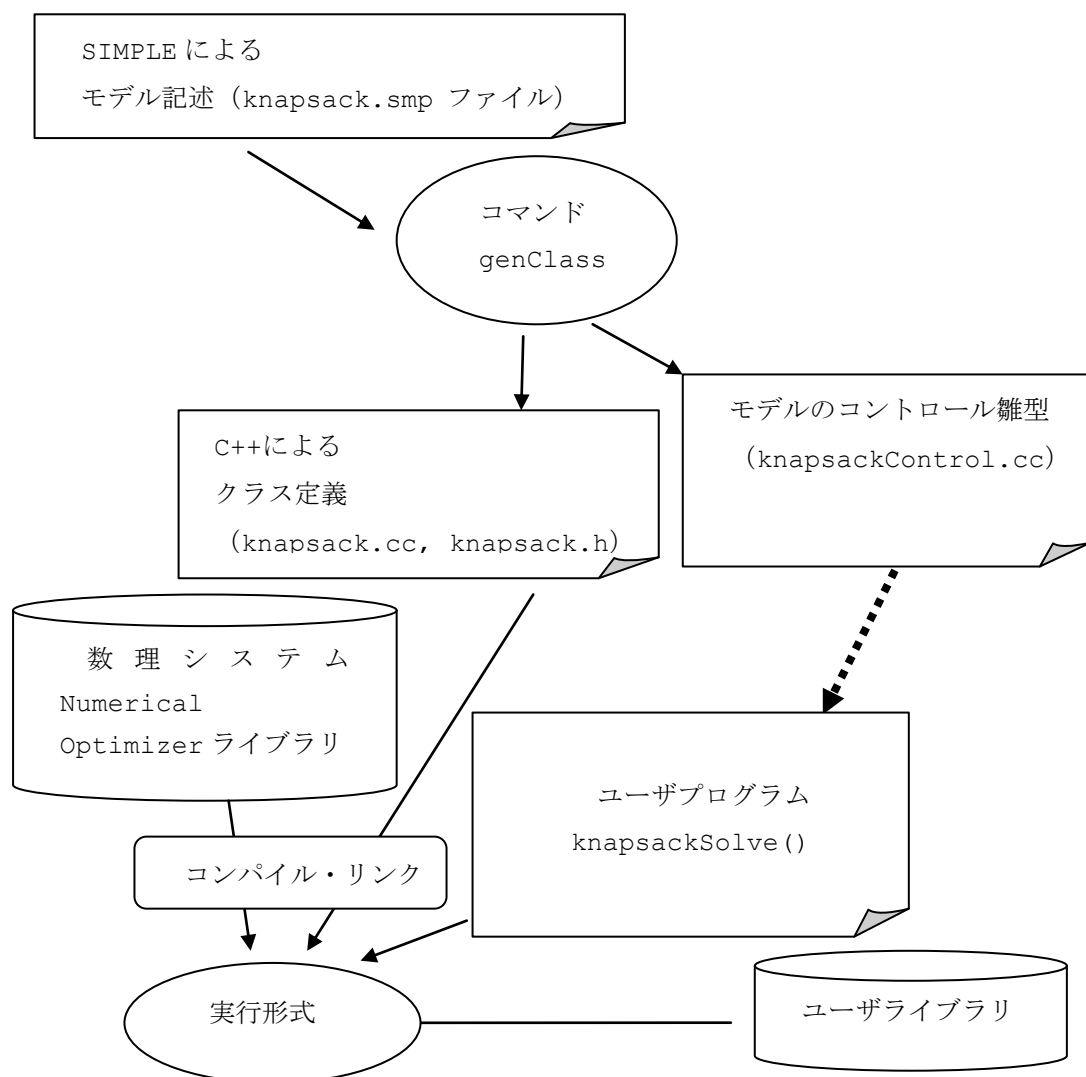 SIMPLE による
モデル記述（knapsack.smp ファイル）
コマンド
genClass
モデルのコントロール雛型
（knapsackControl.cc）
C++による
クラス定義
（knapsack.cc, knapsack.h）
数理システム
Numerical
Optimizer ライブラリ
ユーザプログラム
knapsackSolve()
コンパイル・リンク
実行形式
ユーザライブラリ